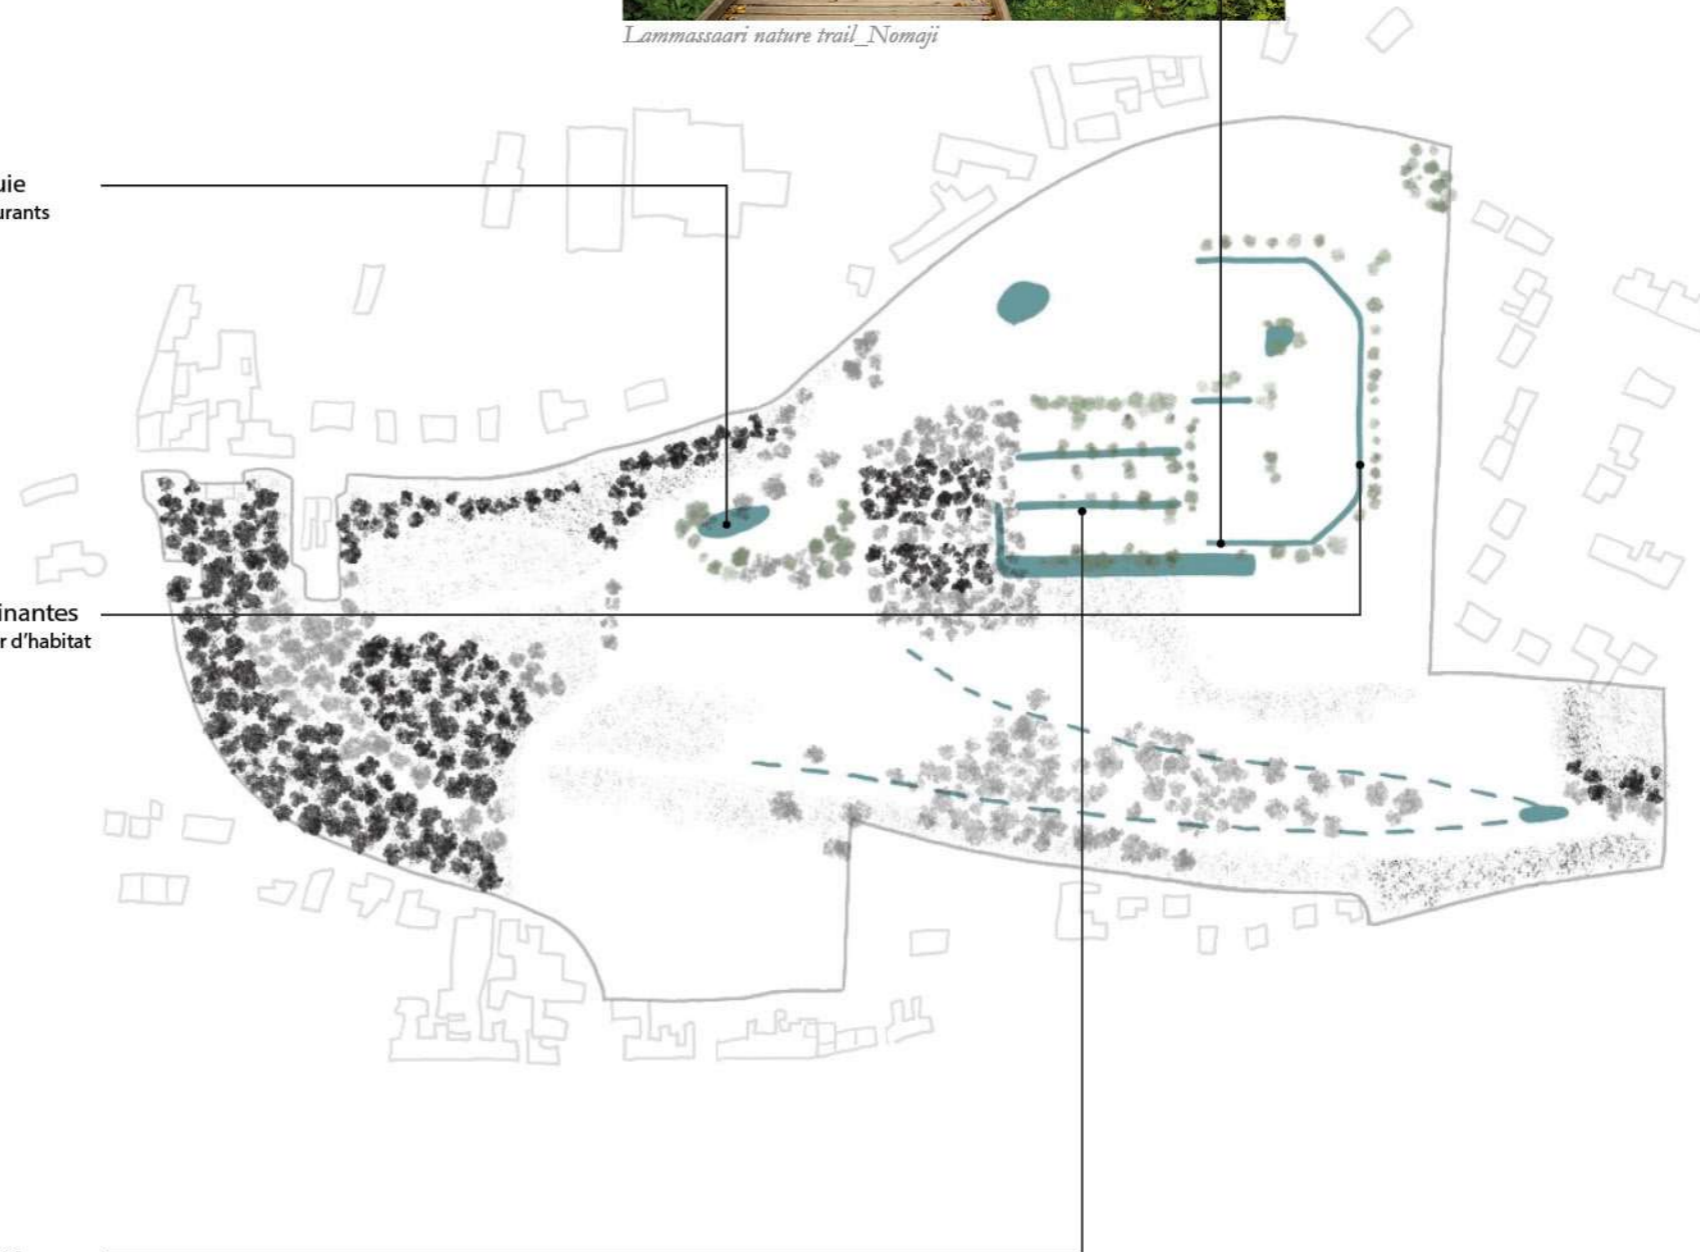 Lammassaari nature trail_Nomaji
uie
urants
inantes
r d'habitat